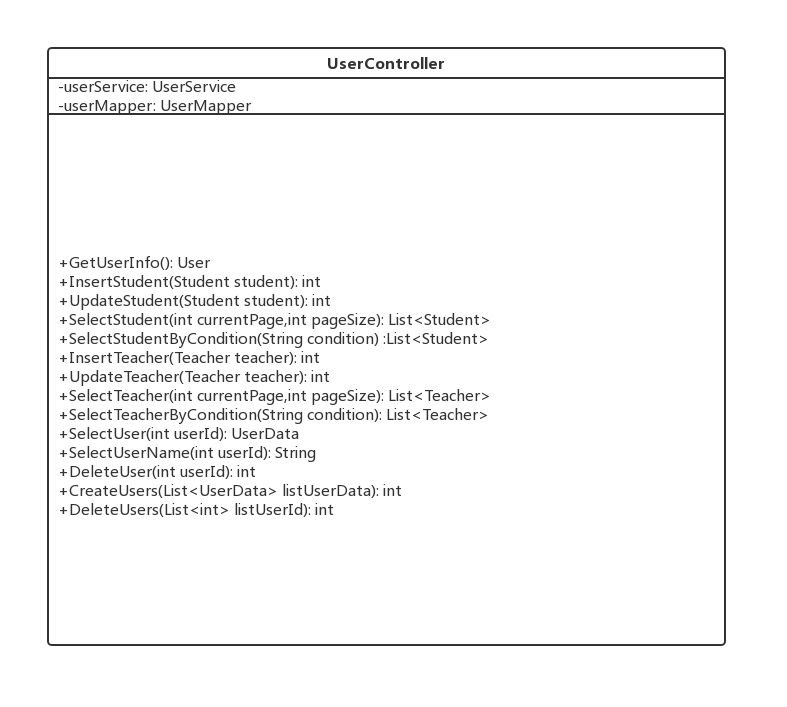 UserController
-userService: UserService
-userMapper: UserMapper
+GetUserInfo(): User
+InsertStudent(Student student): int
+UpdateStudent(Student student): int
+SelectStudent(int currentPage,int pageSize): List<Student>
+SelectStudentByCondition(String condition) :List<Student>
+InsertTeacher(Teacher teacher): int
+UpdateTeacher(Teacher teacher): int
+SelectTeacher(int currentPage,int pageSize): List<Teacher>
+SelectTeacherByCondition(String condition): List<Teacher>
+SelectUser(int userId): UserData
+SelectUserName(int userId): String
+DeleteUser(int userId): int
+CreateUsers(List<UserData> listUserData): int
+DeleteUsers(List<int> listUserId): int